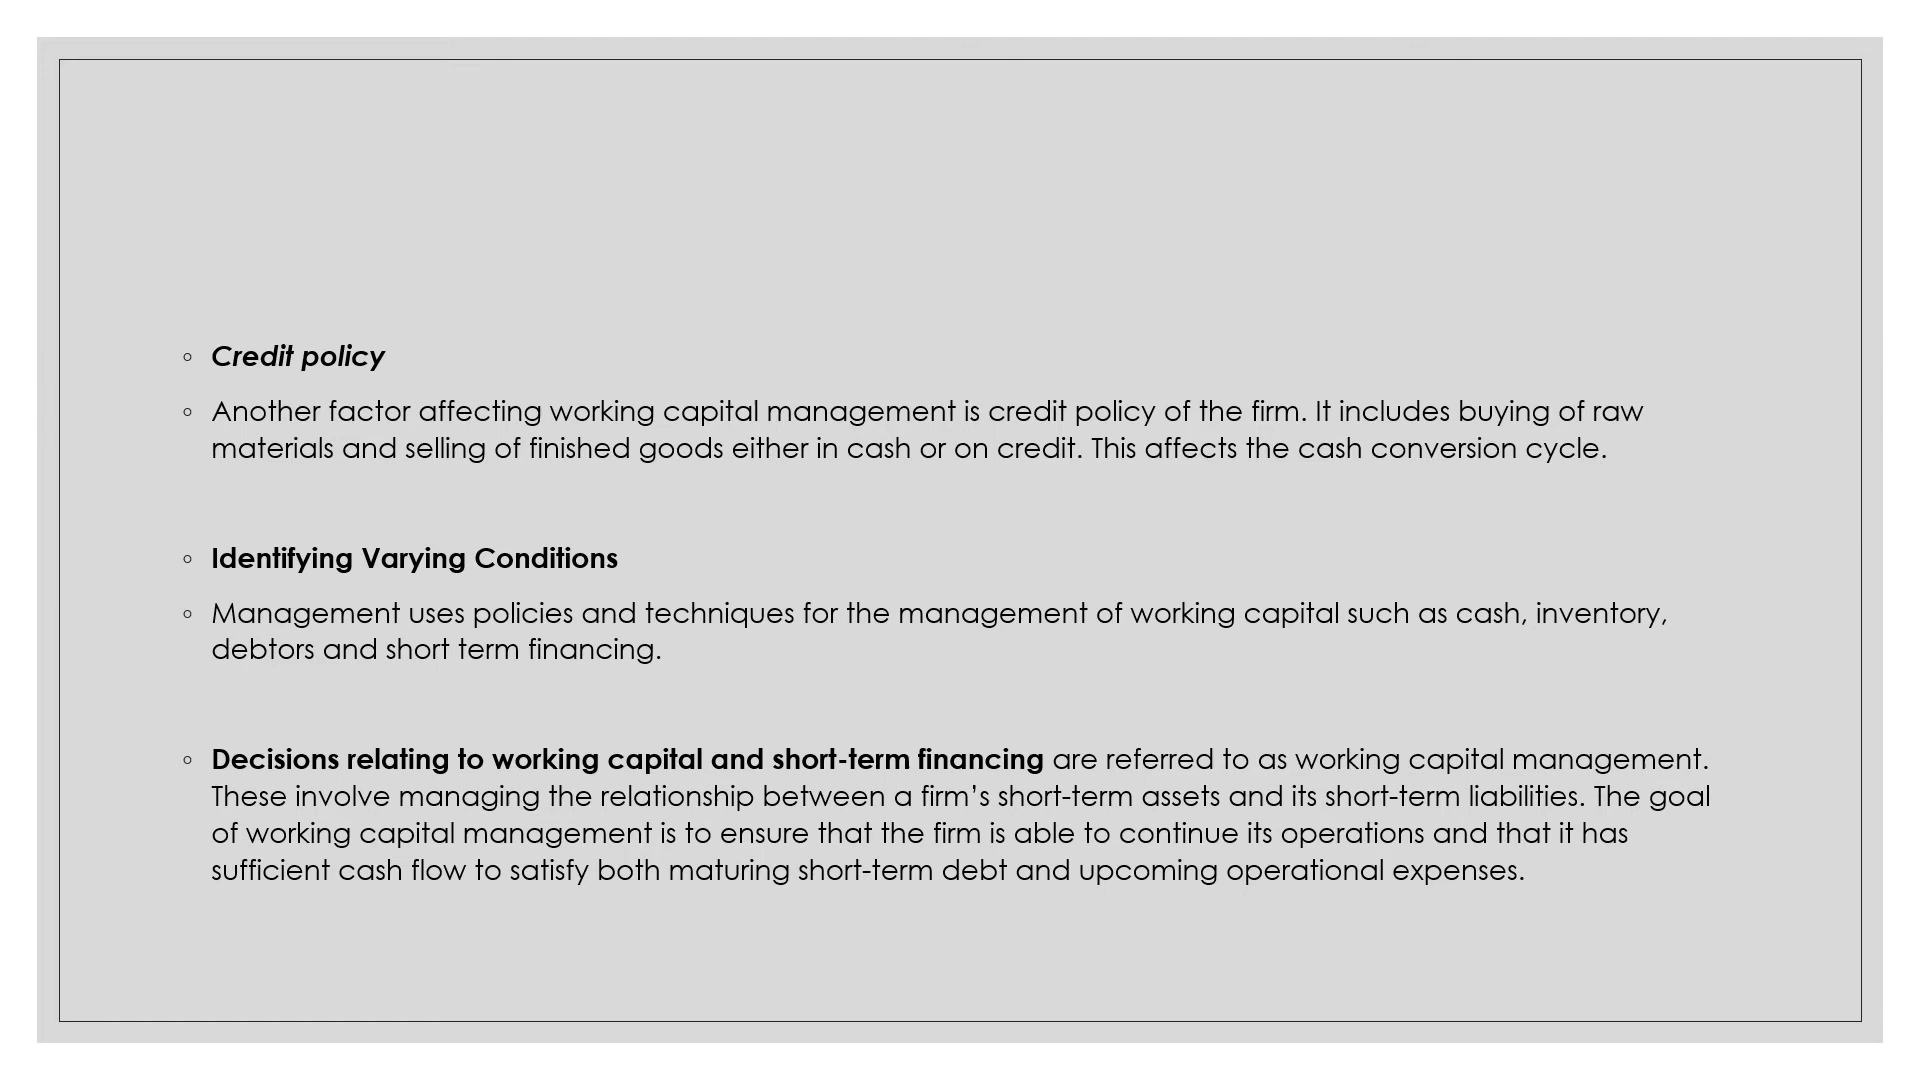 ◦ Credit policy
◦ Another factor affecting working capital management is credit policy of the firm. It includes buying of raw
materials and selling of finished goods either in cash or on credit. This affects the cash conversion cycle.
◦ Identifying Varying Conditions
◦ Management uses policies and techniques for the management of working capital such as cash, inventory,
debtors and short term financing.
◦ Decisions relating to working capital and short-term financing are referred to as working capital management.
These involve managing the relationship between a firm’s short-term assets and its short-term liabilities. The goal
of working capital management is to ensure that the firm is able to continue its operations and that it has
sufficient cash flow to satisfy both maturing short-term debt and upcoming operational expenses.